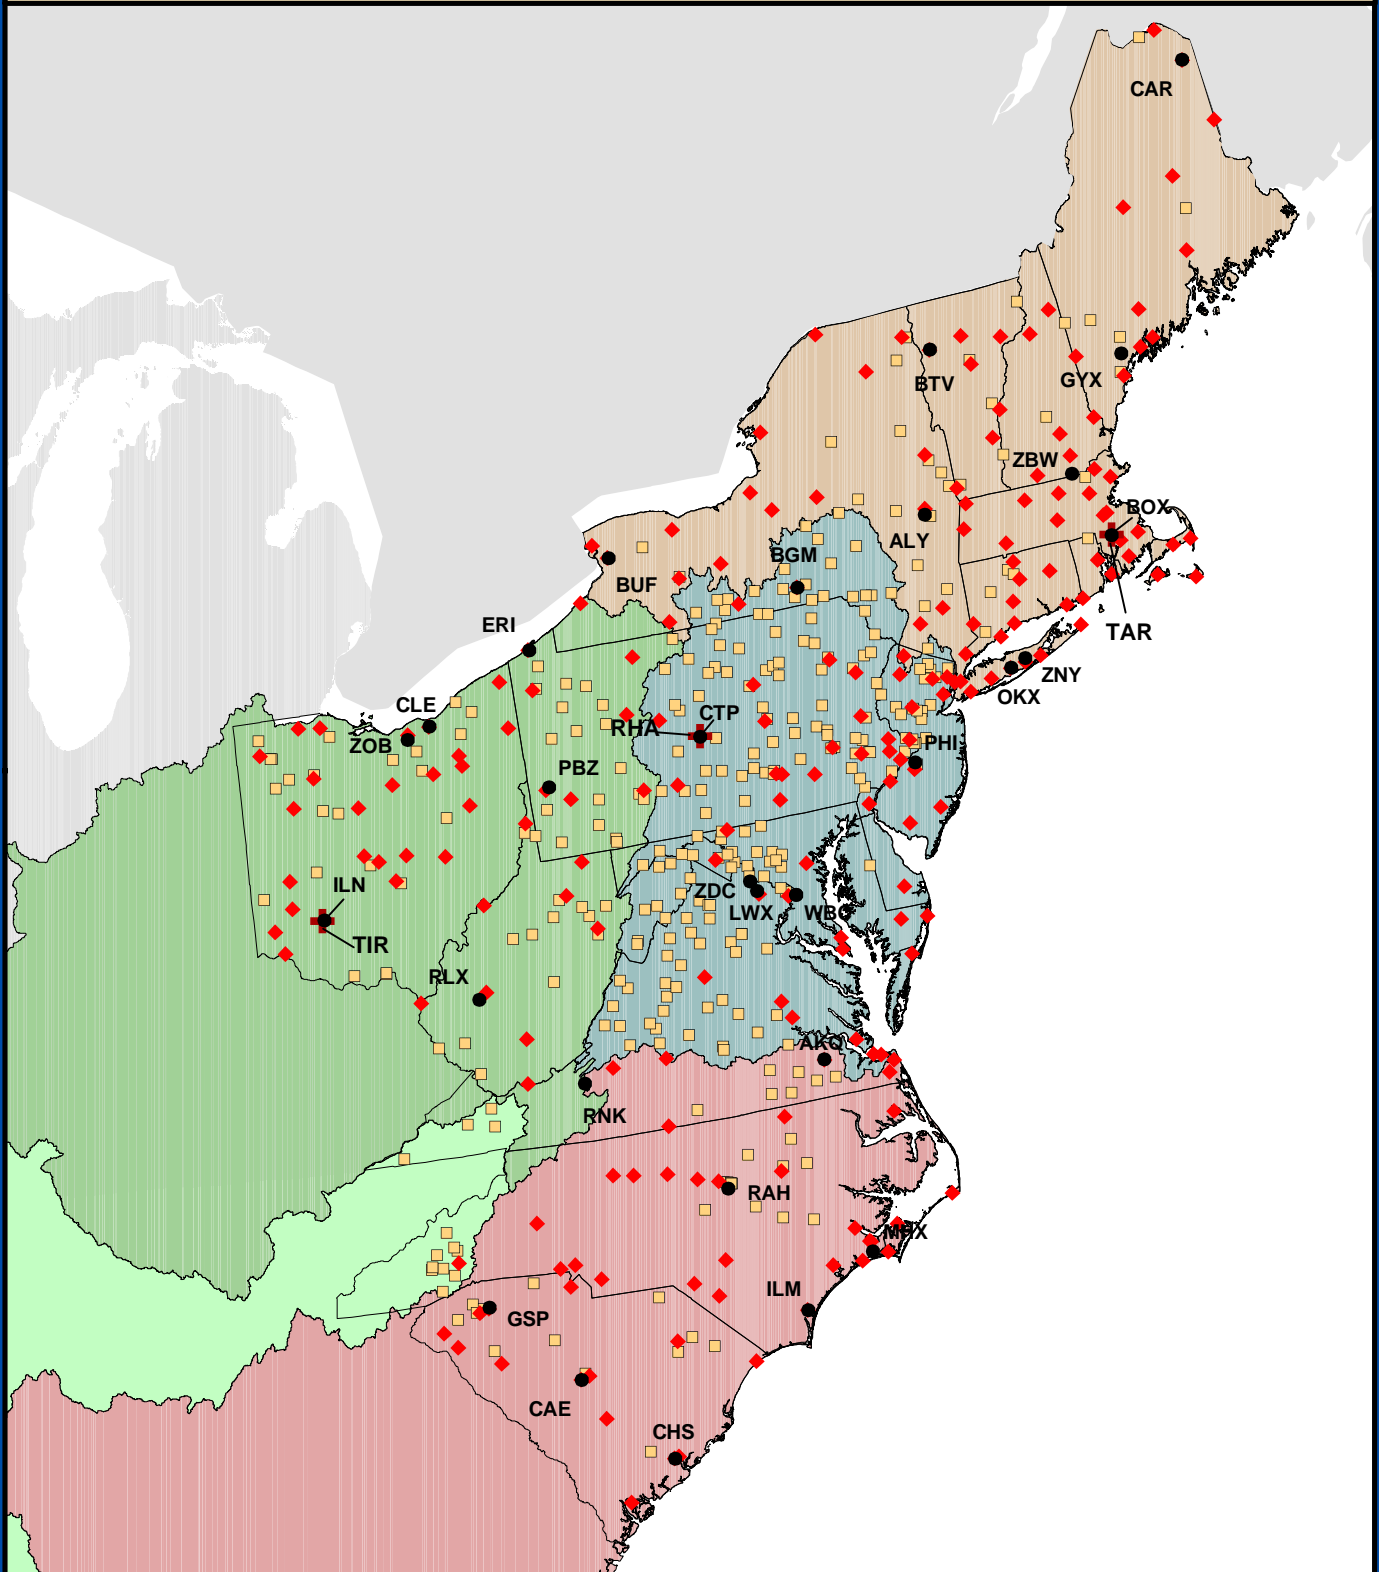 CAR
BTV
GYX
ZBW
BOX
ALY
BGM
BUF
TAR
ERI
ZNY
OKX
CLE
CTP
RHA
ZOB
PHI
PBZ
ILN
ZDC
LWX
WBC
TIR
RLX
AKQ
RNK
RAH
MHX
ILM
GSP
CAE
CHS